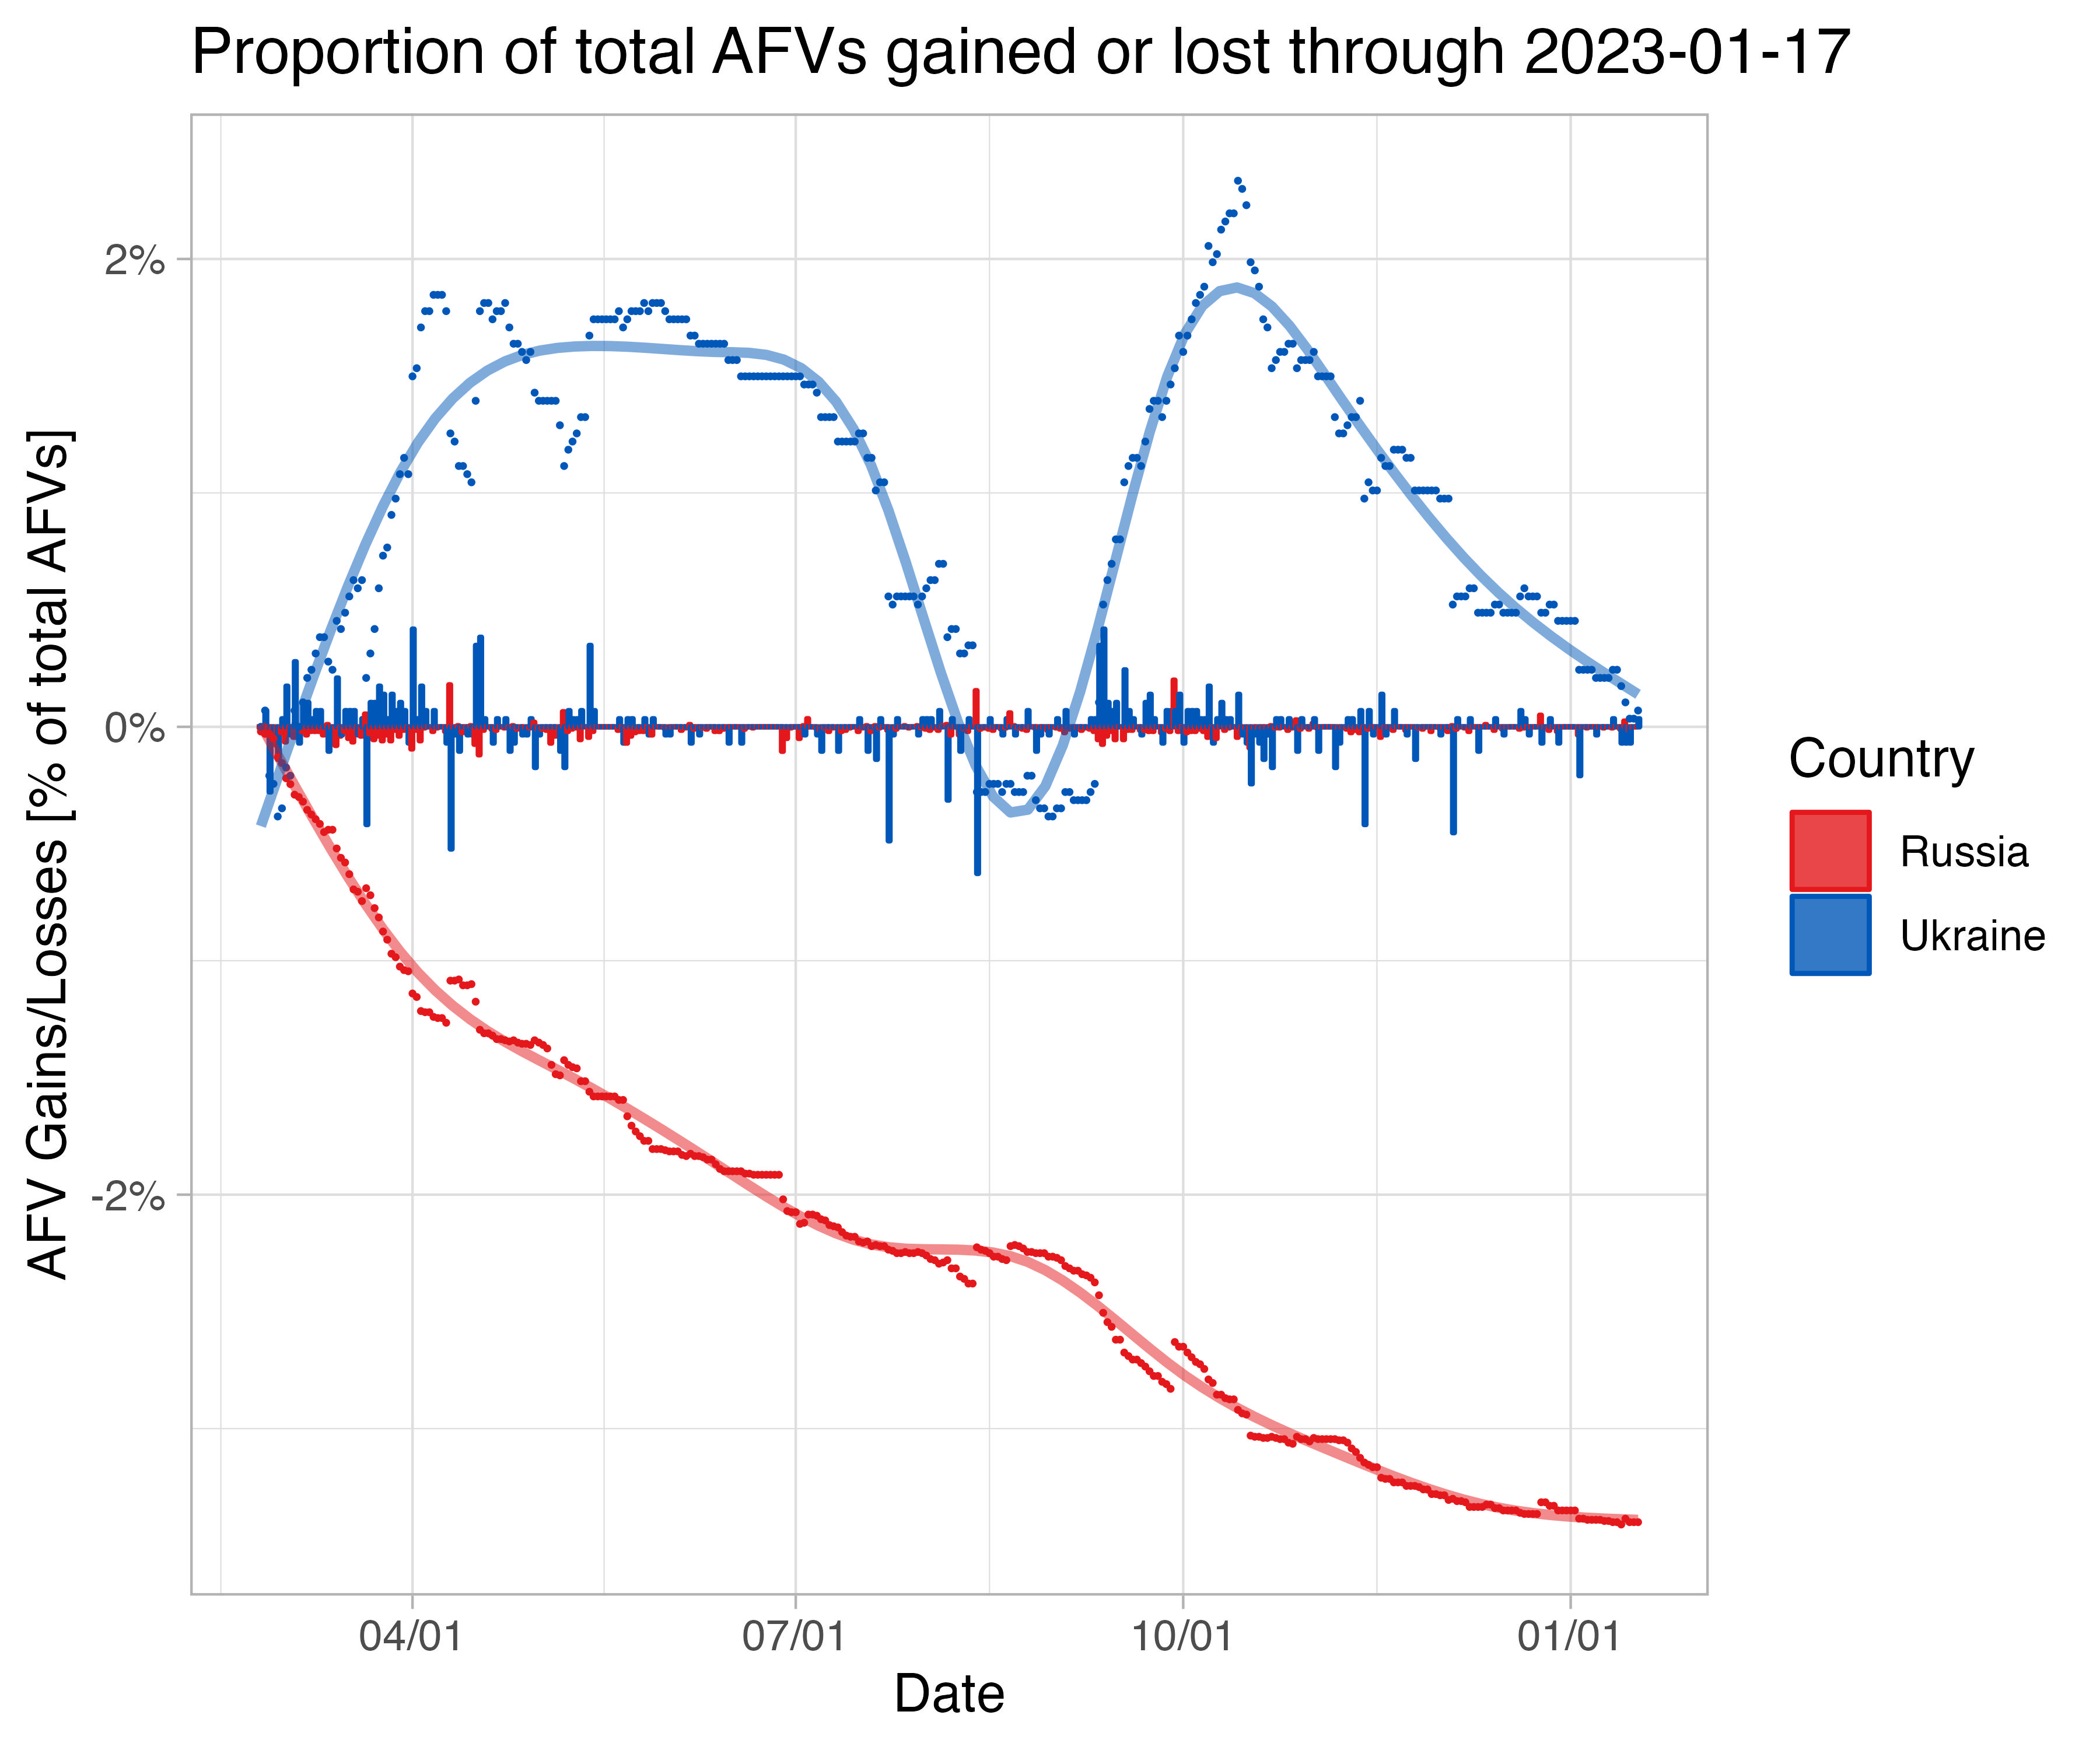 Proportion of total AFVs gained or lost through 2023-01-17
AFV Gains/Losses [% of total AFVs]
2%
0%
-2%
04/01
07/01
10/01
01/01
Date
Country
Russia
Ukraine